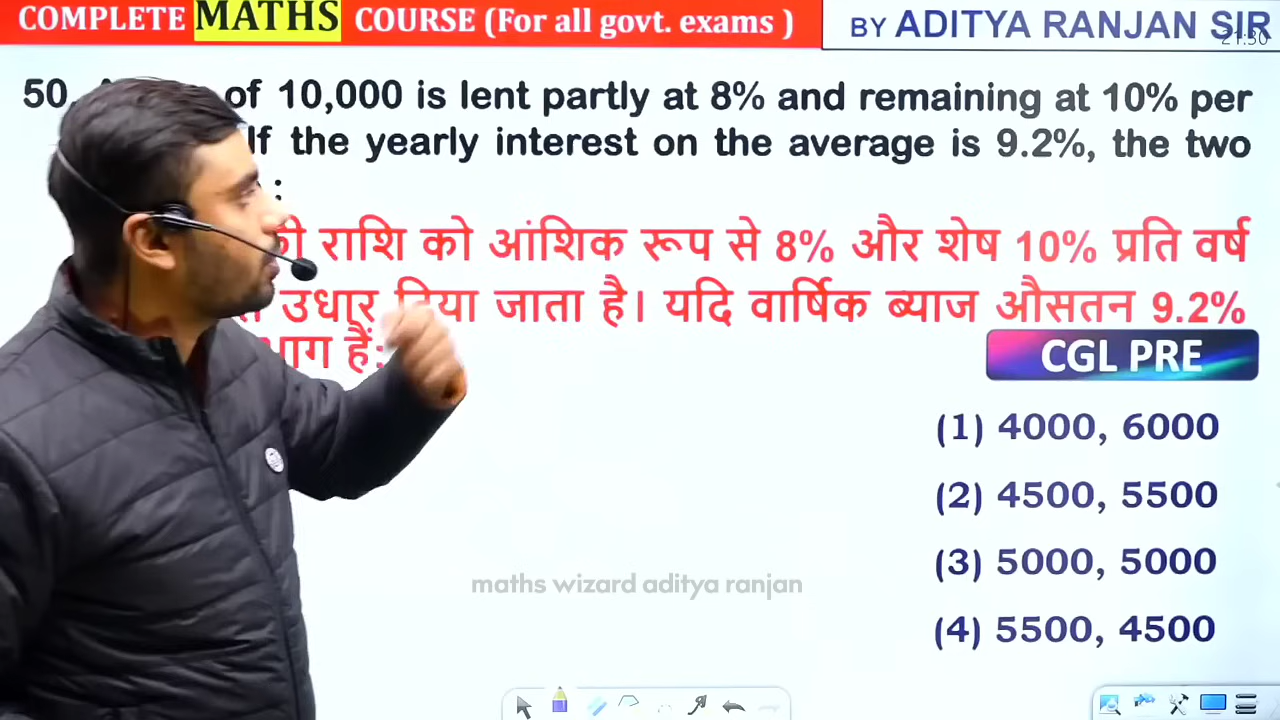 COMPLETE MATHS COURSE (For all govt. exams )
BY ADITYA RANJAN SIR
21:30
50. of 10,000 is lent partly at 8% and remaining at 10% per
If the yearly interest on the average is 9.2%, the two
:
की राशि को आंशिक रूप से 8% और शेष 10% प्रति वर्ष
उधार दिया जाता है। यदि वार्षिक ब्याज औसतन 9.2%
भाग हैं:
CGL PRE
(1) 4000, 6000
(2) 4500, 5500
(3) 5000, 5000
(4) 5500, 4500
maths wizard aditya ranjan